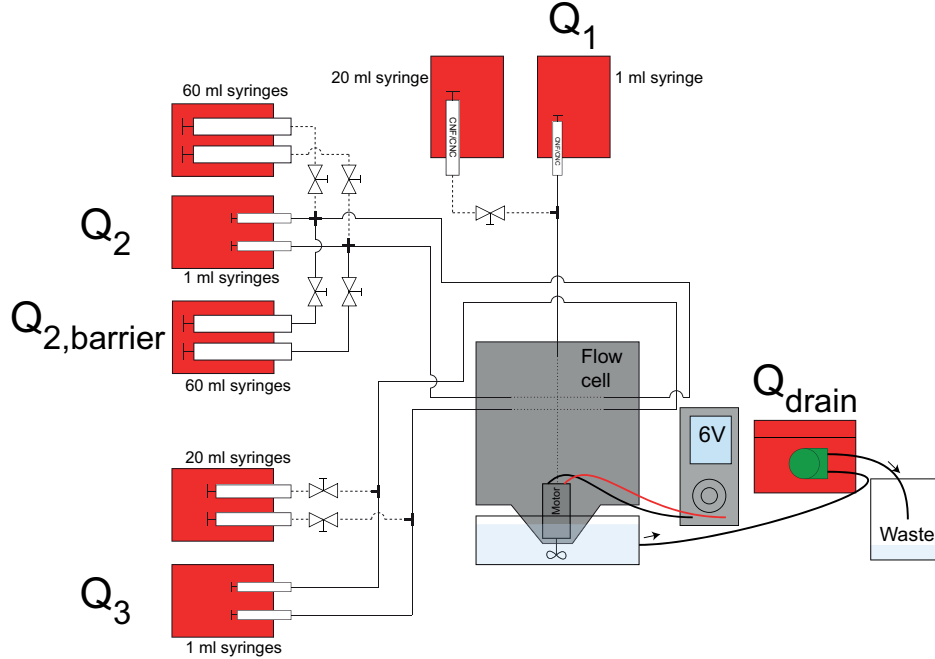 Q1
20 ml syringe
1 ml syringe
CNF/CNC
CNF/CNC
60 ml syringes
Q2
1 ml syringes
Q2,barrier
60 ml syringes
Flow
cell
Qdrain
6V
Motor
Waste
20 ml syringes
Q3
1 ml syringes